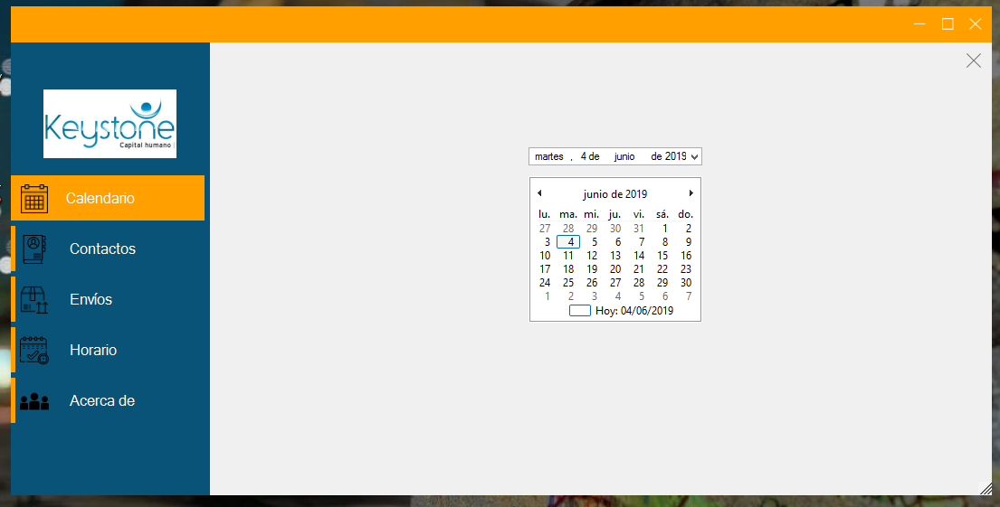 Keystone
Capital humano
Calendario
Contactos
Envíos
Horario
Acerca de
martes , 4 de junio de 2019
junio de 2019
lu. ma. mi. ju. vi. sá. do.
27 28 29 30 31 1 2
3 4 5 6 7 8 9
10 11 12 13 14 15 16
17 18 19 20 21 22 23
24 25 26 27 28 29 30
1 2 3 4 5 6 7
Hoy: 04/06/2019